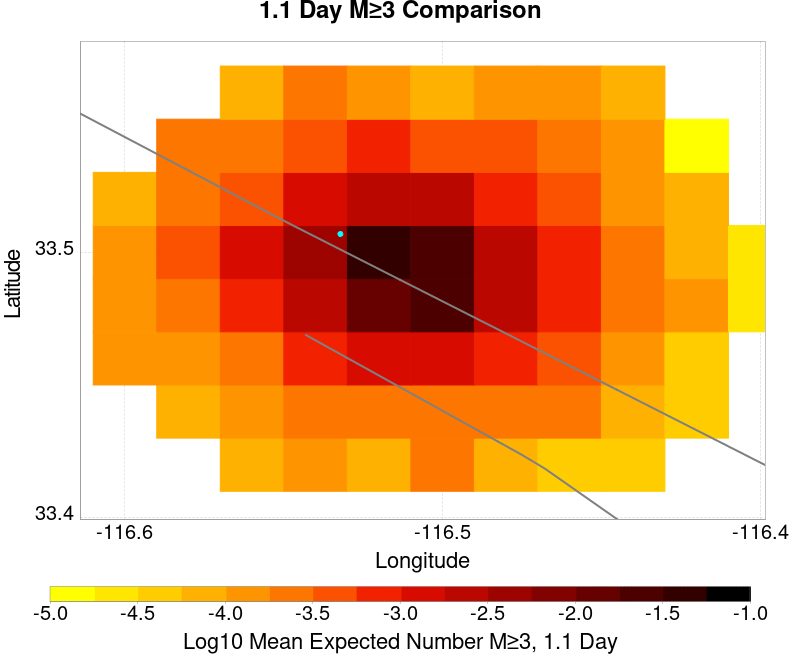 1.1 Day M≥3 Comparison
Latitude
33.5
33.4
-116.6 -116.5 -116.4
Longitude
-5.0 -4.5 -4.0 -3.5 -3.0 -2.5 -2.0 -1.5 -1.0
Log10 Mean Expected Number M≥3, 1.1 Day